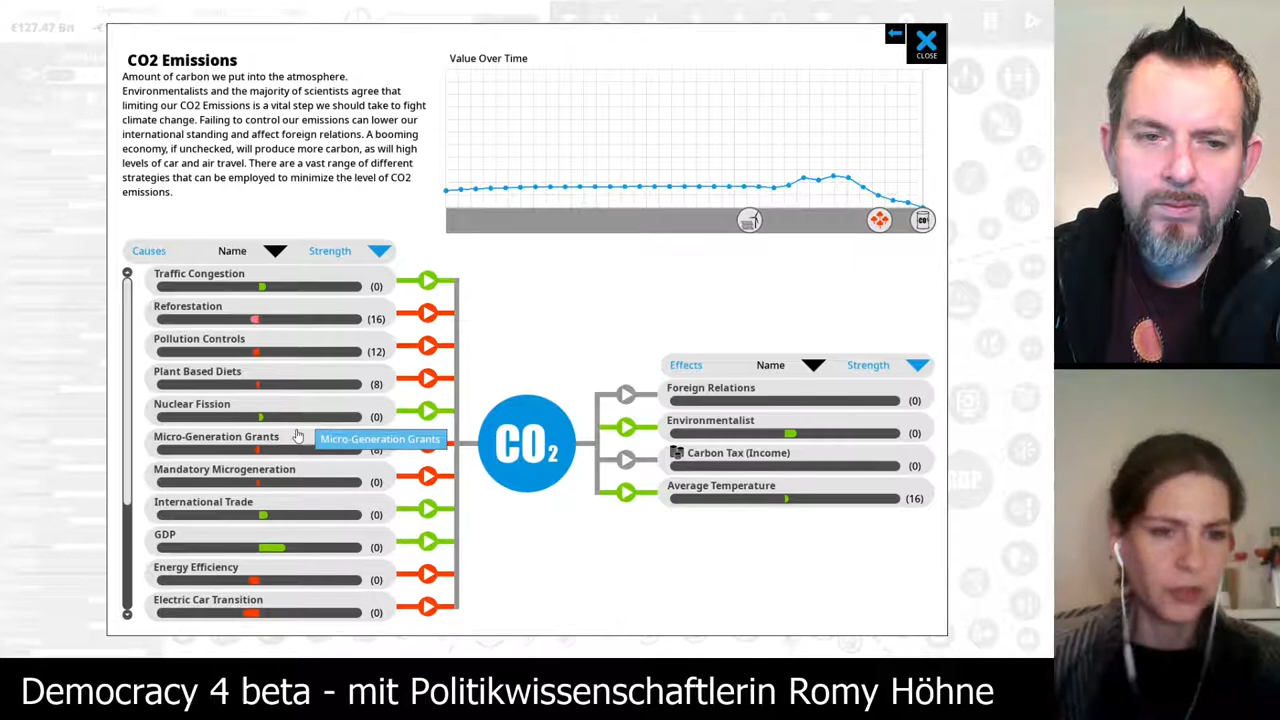 €127.47 Bn
CO2 Emissions
Amount of carbon we put into the atmosphere.
Environmentalists and the majority of scientists agree that
limiting our CO2 Emissions is a vital step we should take to fight
climate change. Failing to control our emissions can lower our
international standing and affect foreign relations. A booming
economy, if unchecked, will produce more carbon, as will high
levels of car and air travel. There are a vast range of different
strategies that can be employed to minimize the level of CO2
emissions.
Value Over Time
CLOSE
CO²
Causes Name Strength
Traffic Congestion
(0)
Reforestation
(16)
Pollution Controls
(12)
Plant Based Diets
(8)
Nuclear Fission
(0)
Micro-Generation Grants
(8)
Micro-Generation Grants
Mandatory Microgeneration
(0)
International Trade
(0)
GDP
(0)
Energy Efficiency
(0)
Electric Car Transition
(0)
CO₂
Effects Name Strength
Foreign Relations
(0)
Environmentalist
(0)
Carbon Tax (Income)
(0)
Average Temperature
(16)
Democracy 4 beta - mit Politikwissenschaftlerin Romy Höhne